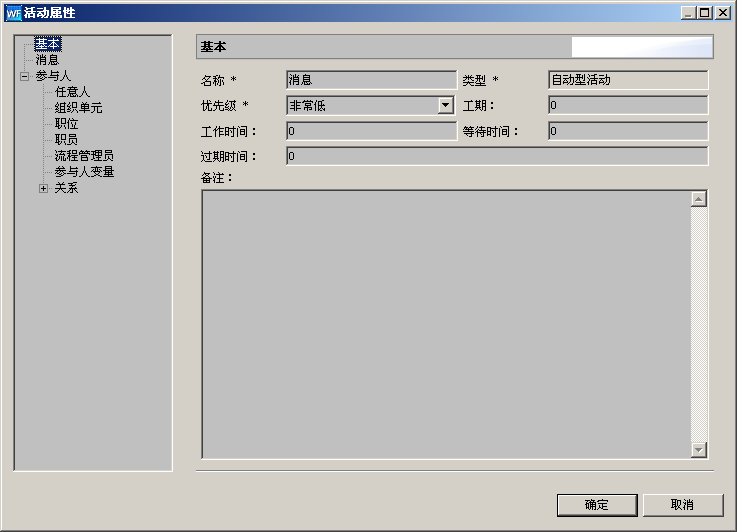 WF 活动属性
基本
消息
参与人
任意人
组织单元
职位
职员
流程管理员
参与人变量
关系
基本
名称 * 消息 类型 * 自动型活动
优先级 * 非常低 工期： 0
工作时间： 0 等待时间： 0
过期时间： 0
备注：
确定 取消